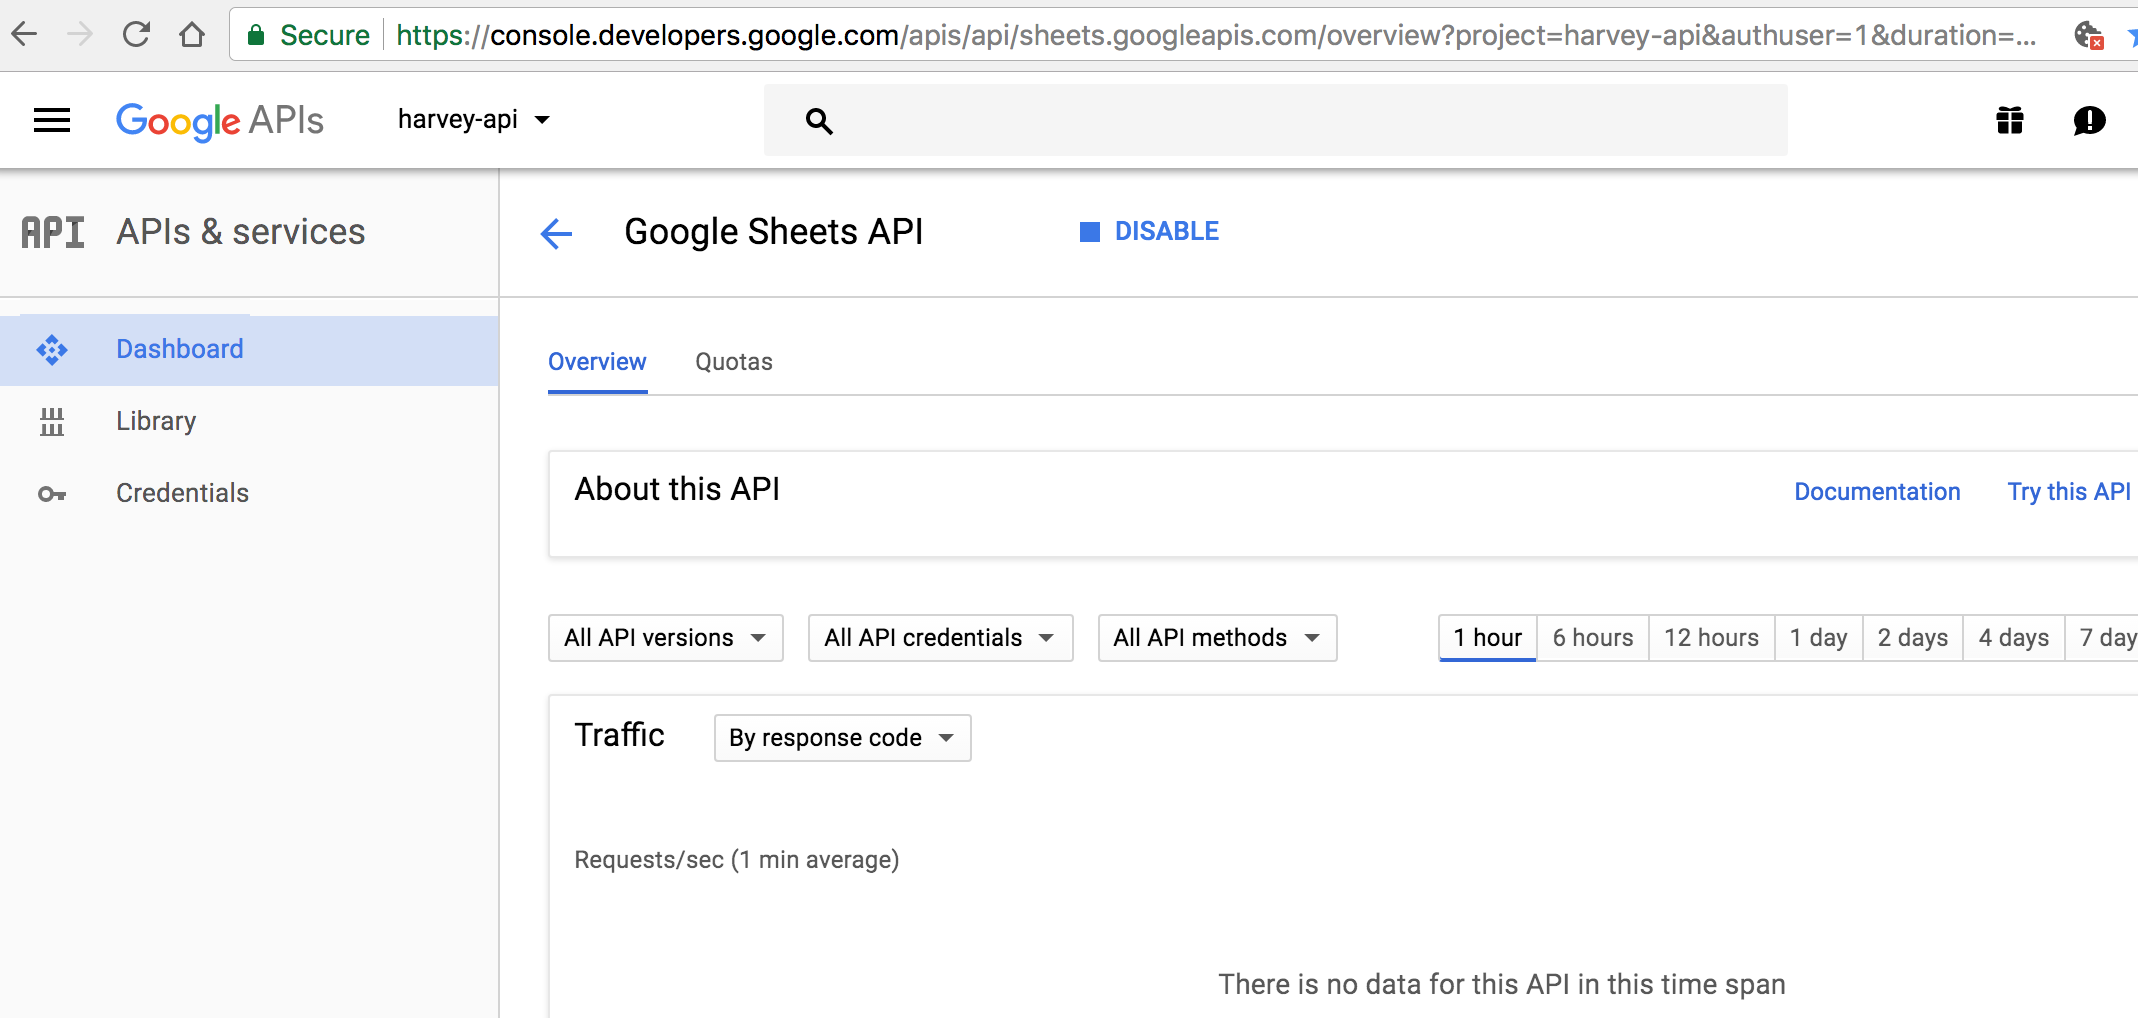 Secure https://console.developers.google.com/apis/api/sheets.googleapis.com/overview?project=harvey-api&authuser=1&duration=...
Google APIs harvey-api
API APIs & services
Google Sheets API DISABLE
Dashboard
Library
Credentials
Overview Quotas
About this API Documentation Try this API
All API versions All API credentials All API methods 1 hour 6 hours 12 hours 1 day 2 days 4 days 7 day
Traffic By response code
Requests/sec (1 min average)
There is no data for this API in this time span